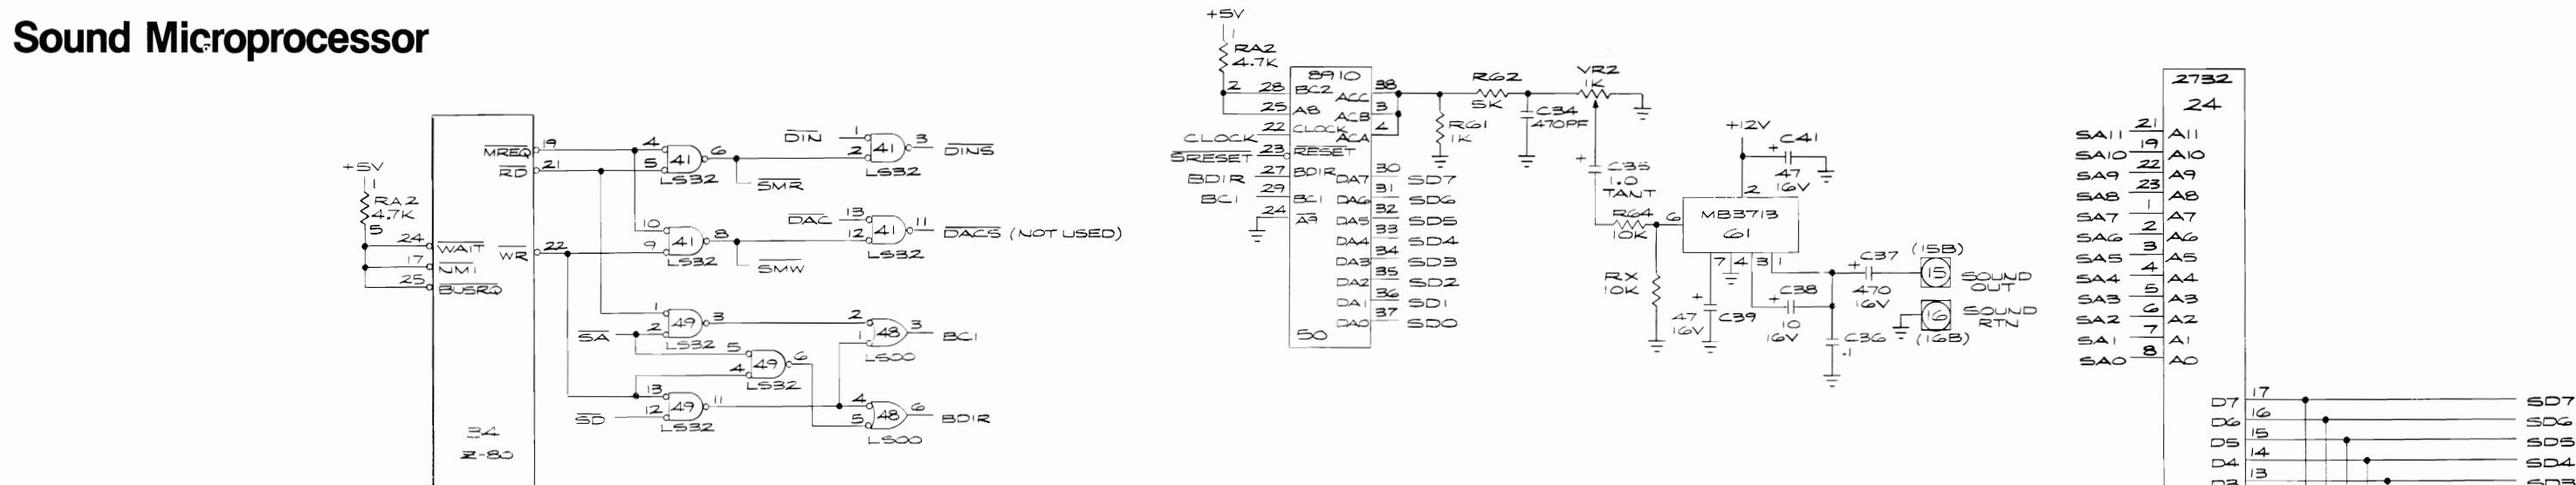 Sound Microprocessor
+5V
1
RA2
4.7K
5
24
WAIT
17
NMI
25
BUSRQ
MREQ
19
RD
21
WR
22
34
Z-80
4
5
41
6
LS32
SMR
DIN
1
2
41
3
DINS
LS32
10
9
41
8
LS32
SMW
DAC
13
12
41
11
DACS (NOT USED)
LS32
1
SA
2
49
3
LS32
5
4
49
6
LS32
13
SD
12
49
11
LS32
2
1
48
3
BC1
LS00
4
5
48
6
BDIR
LS00
+5V
1
RA2
4.7K
2
8910
28
BC2
25
A8
CLOCK
22
CLOCK
SRESET
23
RESET
BDIR
27
BDIR
BC1
29
BC1
24
A9
50
ACC
38
ACB
3
ACA
4
DA7
30
SD7
DA6
31
SD6
DA5
32
SD5
DA4
33
SD4
DA3
34
SD3
DA2
35
SD2
DA1
36
SD1
DA0
37
SD0
R62
5K
R61
1K
C34
470PF
VR2
1K
+
C35
1.0
TANT
R64
10K
RX
10K
+12V
+ C41
47
16V
2
6
MB3713
61
7 4 3 1
+
47
16V
C39
+ C38
10
16V
+ C37
470
16V
C36
.1
(15B)
15
SOUND
OUT
16
SOUND
RTN
(16B)
2732
24
SA11 21 A11
SA10 19 A10
SA9 22 A9
SA8 23 A8
SA7 1 A7
SA6 2 A6
SA5 3 A5
SA4 4 A4
SA3 5 A3
SA2 6 A2
SA1 7 A1
SA0 8 A0
D7 17 SD7
D6 16 SD6
D5 15 SD5
D4 14 SD4
D3 13 SD3